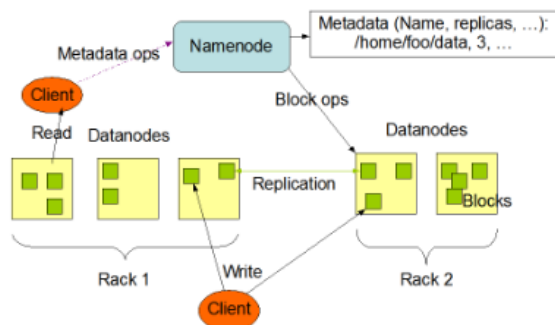 Metadata (Name, replicas, ...):
/home/foo/data, 3, ...
Namenode
Metadata ops
Client
Block ops
Read
Datanodes
Datanodes
Replication
Blocks
Rack 1
Write
Rack 2
Client